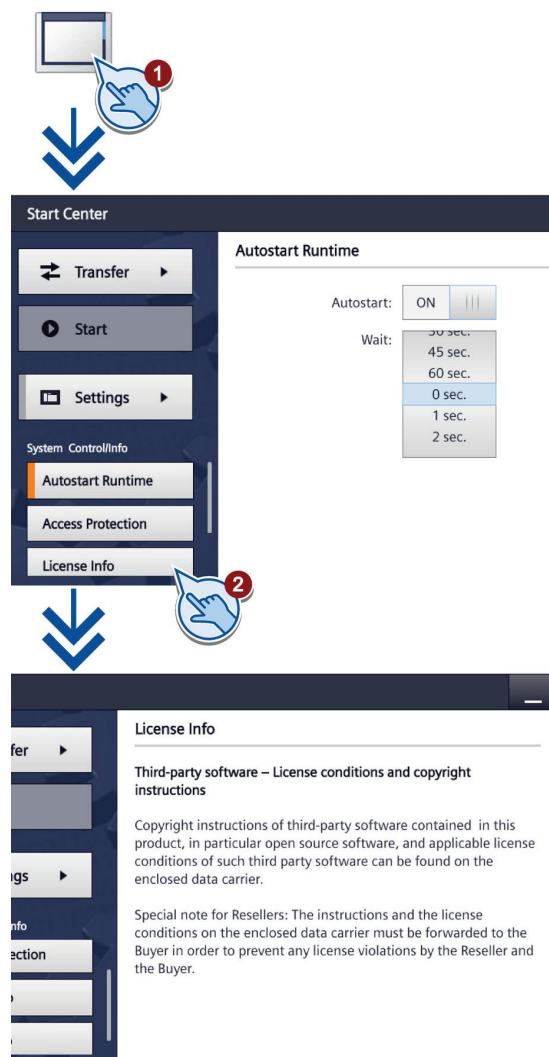 1
Start Center
Transfer
Start
Settings
System Control/Info
Autostart Runtime
Access Protection
License Info
Autostart Runtime
Autostart:
ON
Wait:
30 sec.
45 sec.
60 sec.
0 sec.
1 sec.
2 sec.
2
fer
ngs
nfo
ection
License Info
Third-party software – License conditions and copyright
instructions
Copyright instructions of third-party software contained in this
product, in particular open source software, and applicable license
conditions of such third party software can be found on the
enclosed data carrier.
Special note for Resellers: The instructions and the license
conditions on the enclosed data carrier must be forwarded to the
Buyer in order to prevent any license violations by the Reseller and
the Buyer.